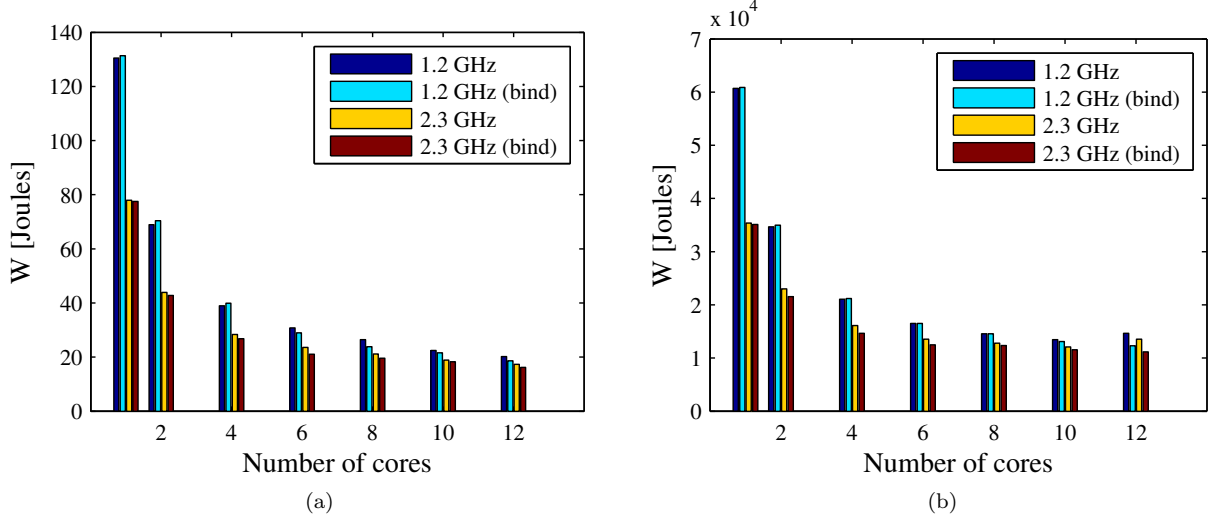 140
120
100
80
60
40
20
0
W [Joules]
1.2 GHz
1.2 GHz (bind)
2.3 GHz
2.3 GHz (bind)
2 4 6 8 10 12
Number of cores
(a)
x 10^4
7
6
5
4
3
2
1
0
W [Joules]
1.2 GHz
1.2 GHz (bind)
2.3 GHz
2.3 GHz (bind)
2 4 6 8 10 12
Number of cores
(b)